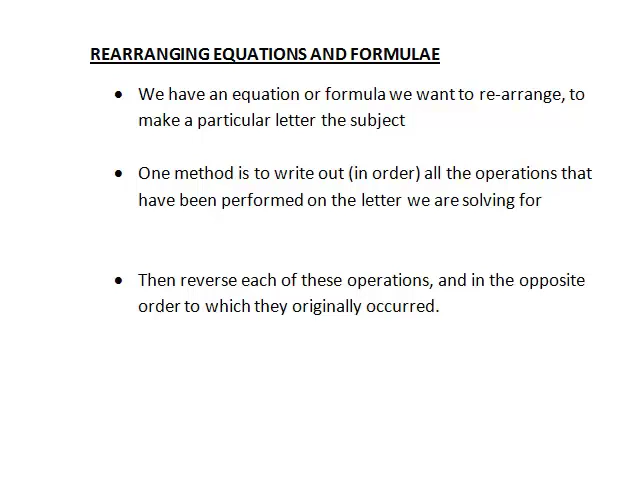 REARRANGING EQUATIONS AND FORMULAE
• We have an equation or formula we want to re-arrange, to
make a particular letter the subject
• One method is to write out (in order) all the operations that
have been performed on the letter we are solving for
• Then reverse each of these operations, and in the opposite
order to which they originally occurred.